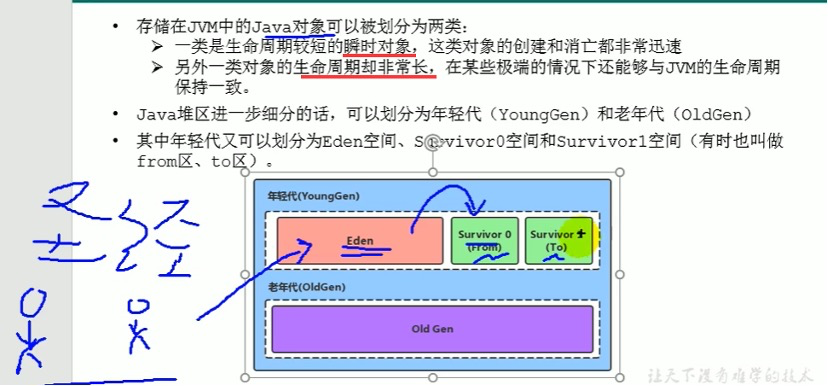 存储在JVM中的Java对象可以被划分为两类:
一类是生命周期较短的瞬时对象，这类对象的创建和消亡都非常迅速
另外一类对象的生命周期却非常长，在某些极端的情况下还能够与JVM的生命周期
保持一致。
Java堆区进一步细分的话，可以划分为年轻代（YoungGen）和老年代（OldGen）
其中年轻代又可以划分为Eden空间、Survivor0空间和Survivor1空间（有时也叫做
from区、to区）。
年轻代(YoungGen)
Eden
Survivor 0
(From)
Survivor 1
(To)
老年代(OldGen)
Old Gen
让天下没有难学的技术